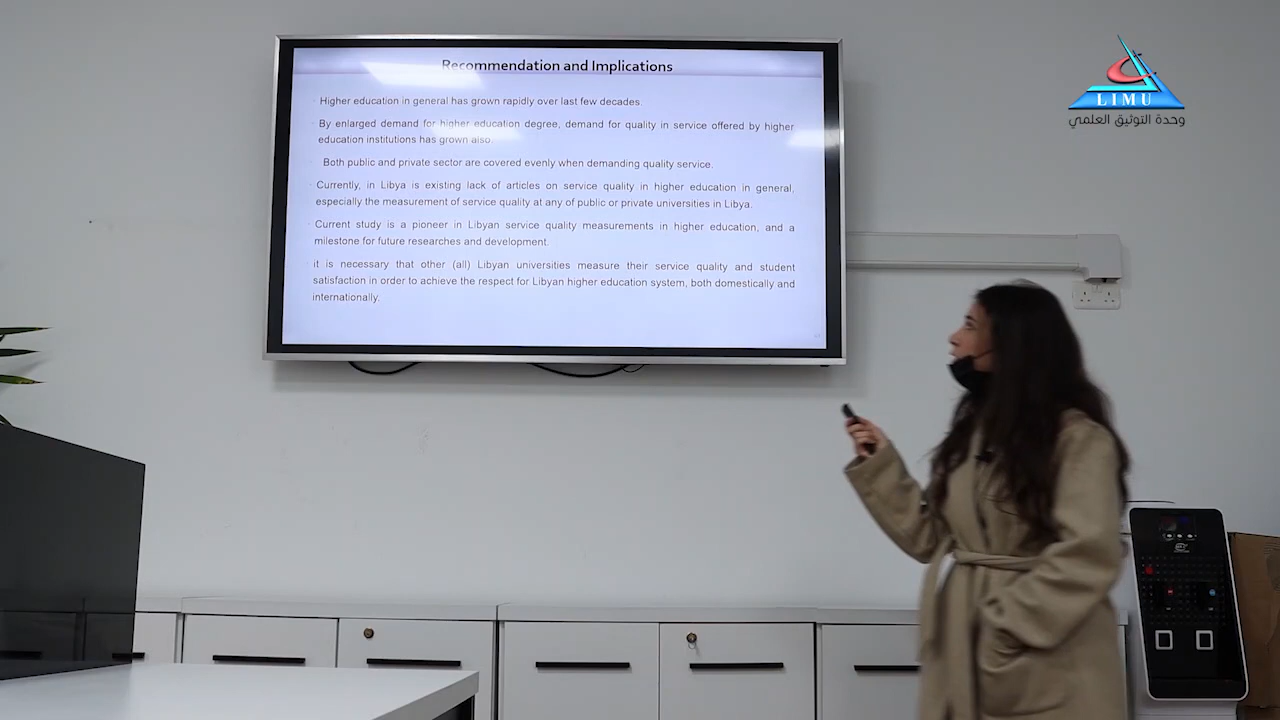 Recommendation and Implications
Higher education in general has grown rapidly over last few decades.
By enlarged demand for higher education degree, demand for quality in service offered by higher
education institutions has grown also.
Both public and private sector are covered evenly when demanding quality service.
Currently, in Libya is existing lack of articles on service quality in higher education in general,
especially the measurement of service quality at any of public or private universities in Libya.
Current study is a pioneer in Libyan service quality measurements in higher education, and a
milestone for future researches and development.
it is necessary that other (all) Libyan universities measure their service quality and student
satisfaction in order to achieve the respect for Libyan higher education system, both domestically and
internationally.
LIMU
وحدة التوثيق العلمي